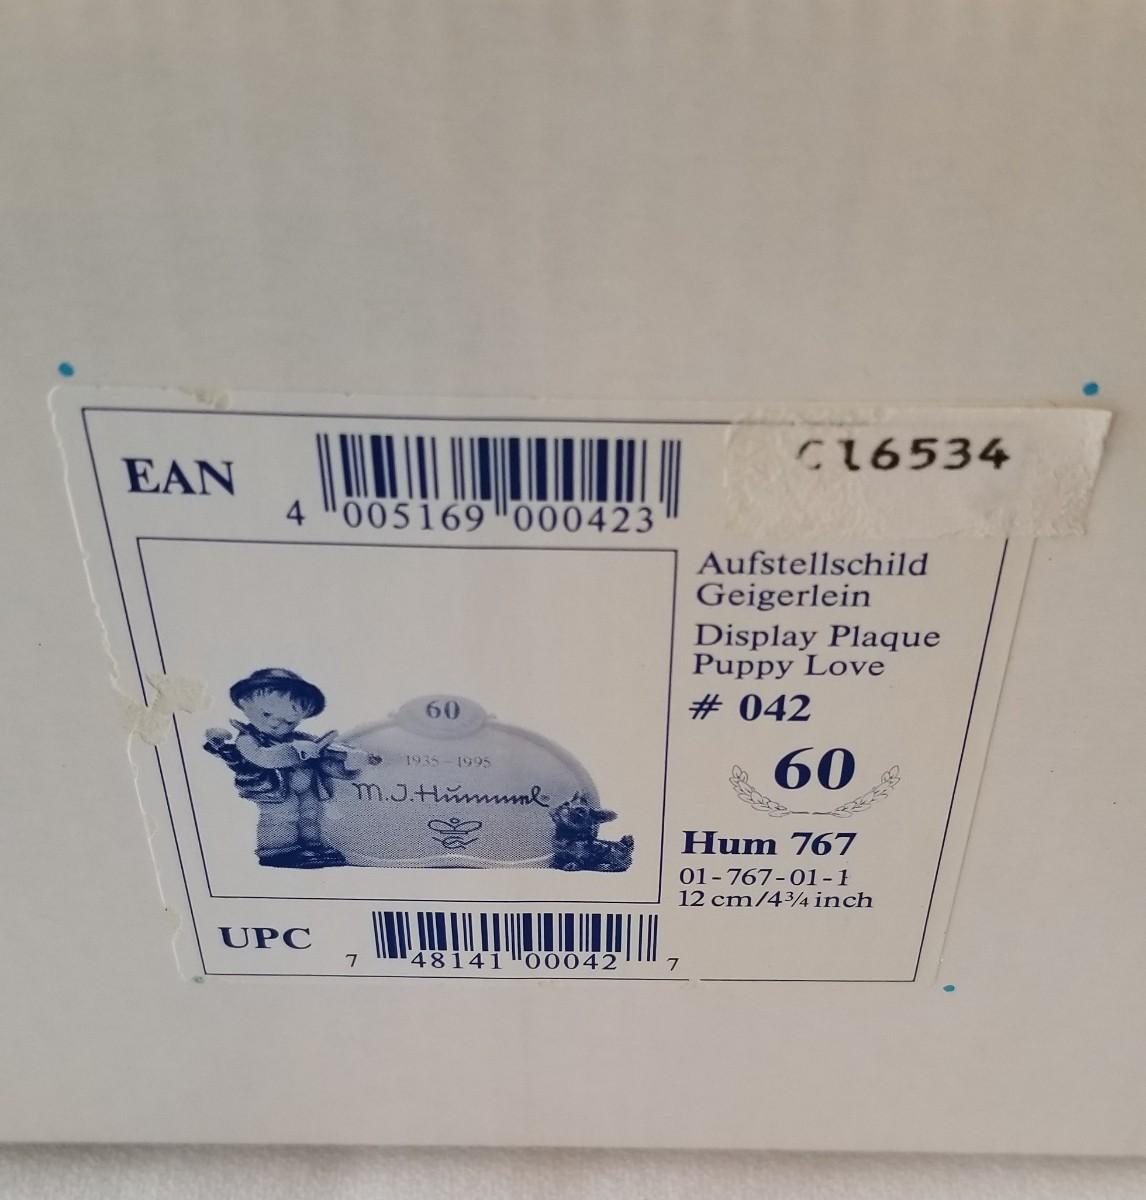 EAN
4 005169 000423
C16534
Aufstellschild
Geigerlein
Display Plaque
Puppy Love
# 042
60
Hum 767
01-767-01-1
12 cm/4¾ inch
60
1935-1995
M.J.Hummel
UPC
7 48141 00042 7